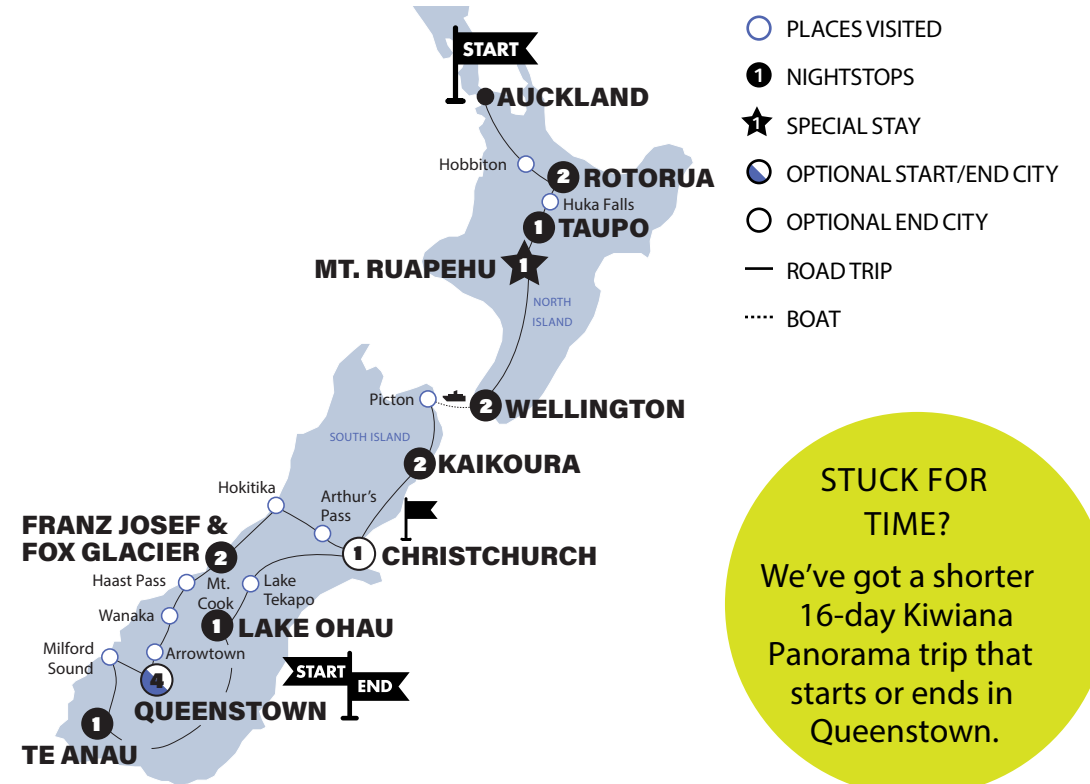 START
AUCKLAND
Hobbiton
2
ROTORUA
Huka Falls
1
TAUPO
MT. RUAPEHU
1
NORTH
ISLAND
Picton
2
WELLINGTON
SOUTH ISLAND
2
KAIKOURA
Hokitika
Arthur's
Pass
FRANZ JOSEF &
FOX GLACIER
2
1
CHRISTCHURCH
Haast Pass
Mt.
Cook
Lake
Tekapo
Wanaka
1
LAKE OHAU
Milford
Sound
Arrowtown
4
QUEENSTOWN
START
END
1
TE ANAU
PLACES VISITED
1
NIGHTSTOPS
1
SPECIAL STAY
OPTIONAL START/END CITY
OPTIONAL END CITY
ROAD TRIP
BOAT
STUCK FOR
TIME?
We've got a shorter
16-day Kiwiana
Panorama trip that
starts or ends in
Queenstown.